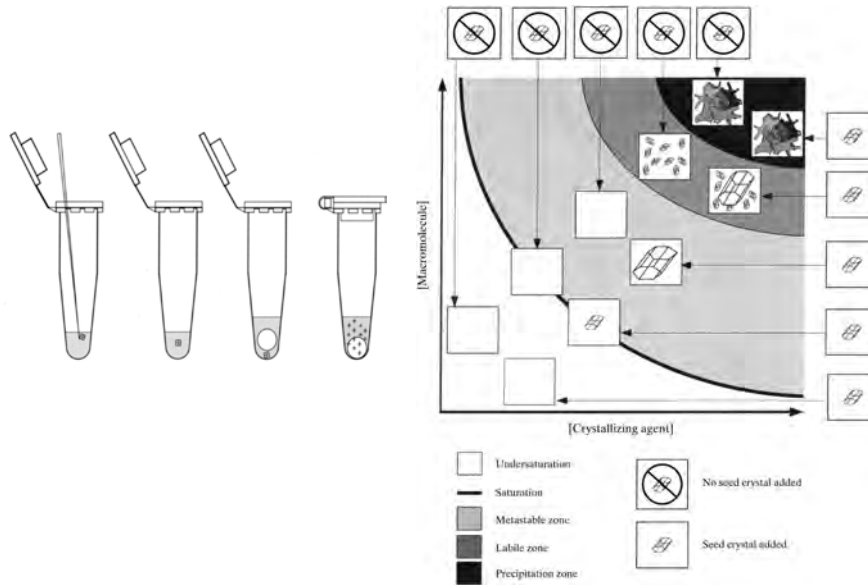 [Macromolecule]
[Crystallizing agent]
Undersaturation
Saturation
Metastable zone
Labile zone
Precipitation zone
No seed crystal added
Seed crystal added